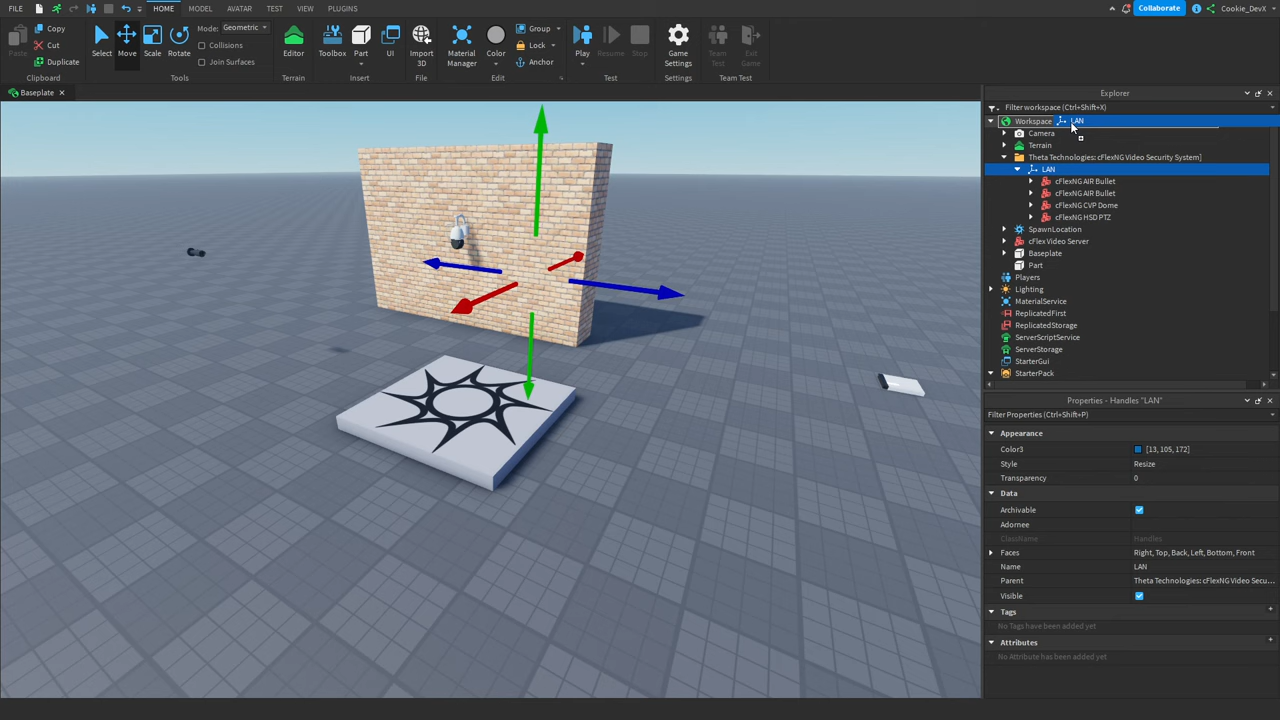 FILE HOME MODEL AVATAR TEST VIEW PLUGINS Collaborate Cookie_DevX
Paste Copy Cut Duplicate Select Move Scale Rotate Mode: Geometric Collisions Join Surfaces Editor Toolbox Part UI Import 3D Material Manager Color Group Lock Anchor Play Resume Stop Game Settings Team Test Exit Game
Clipboard Tools Terrain Insert File Edit Test Settings Team Test
Baseplate
Explorer
Filter workspace (Ctrl+Shift+X)
Workspace LAN
Camera
Terrain
Theta Technologies: cFlexNG Video Security System]
LAN
cFlexNG AIR Bullet
cFlexNG AIR Bullet
cFlexNG CVP Dome
cFlexNG HSD PTZ
SpawnLocation
cFlex Video Server
Baseplate
Part
Players
Lighting
MaterialService
ReplicatedFirst
ReplicatedStorage
ServerScriptService
ServerStorage
StarterGui
StarterPack
Properties - Handles "LAN"
Filter Properties (Ctrl+Shift+P)
Appearance
Color3 [13, 105, 172]
Style Resize
Transparency 0
Data
Archivable
Adornee
ClassName Handles
Faces Right, Top, Back, Left, Bottom, Front
Name LAN
Parent Theta Technologies: cFlexNG Video Secu...
Visible
Tags
No Tags have been added yet
Attributes
No Attribute has been added yet